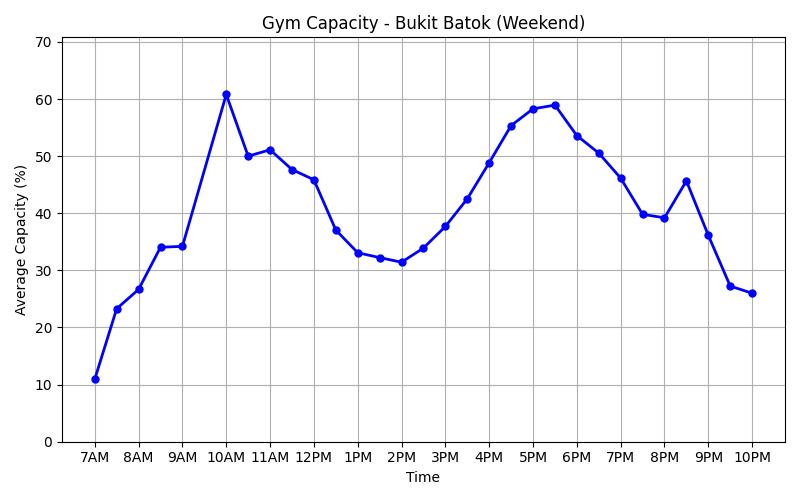 Gym Capacity - Bukit Batok (Weekend)
70
60
50
40
30
20
10
0
Average Capacity (%)
7AM 8AM 9AM 10AM 11AM 12PM 1PM 2PM 3PM 4PM 5PM 6PM 7PM 8PM 9PM 10PM
Time